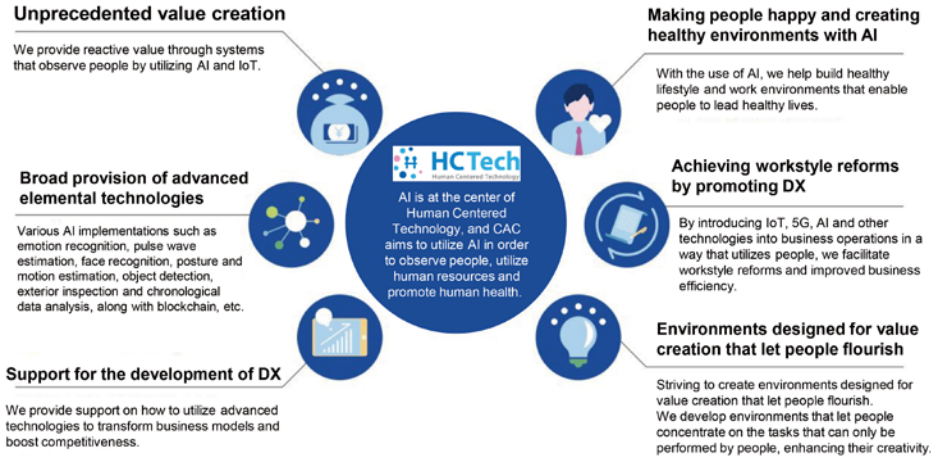 Unprecedented value creation
We provide reactive value through systems
that observe people by utilizing AI and IoT.
Broad provision of advanced
elemental technologies
Various AI implementations such as
emotion recognition, pulse wave
estimation, face recognition, posture and
motion estimation, object detection,
exterior inspection and chronological
data analysis, along with blockchain, etc.
Support for the development of DX
We provide support on how to utilize advanced
technologies to transform business models and
boost competitiveness.
¥
H
HCTech
Human Centered Technology
AI is at the center of
Human Centered
Technology, and CAC
aims to utilize AI in order
to observe people, utilize
human resources and
promote human health.
Making people happy and creating
healthy environments with AI
With the use of AI, we help build healthy
lifestyle and work environments that enable
people to lead healthy lives.
Achieving workstyle reforms
by promoting DX
By introducing IoT, 5G, AI and other
technologies into business operations in a
way that utilizes people, we facilitate
workstyle reforms and improved business
efficiency.
Environments designed for value
creation that let people flourish
Striving to create environments designed for
value creation that let people flourish.
We develop environments that let people
concentrate on the tasks that can only be
performed by people, enhancing their creativity.